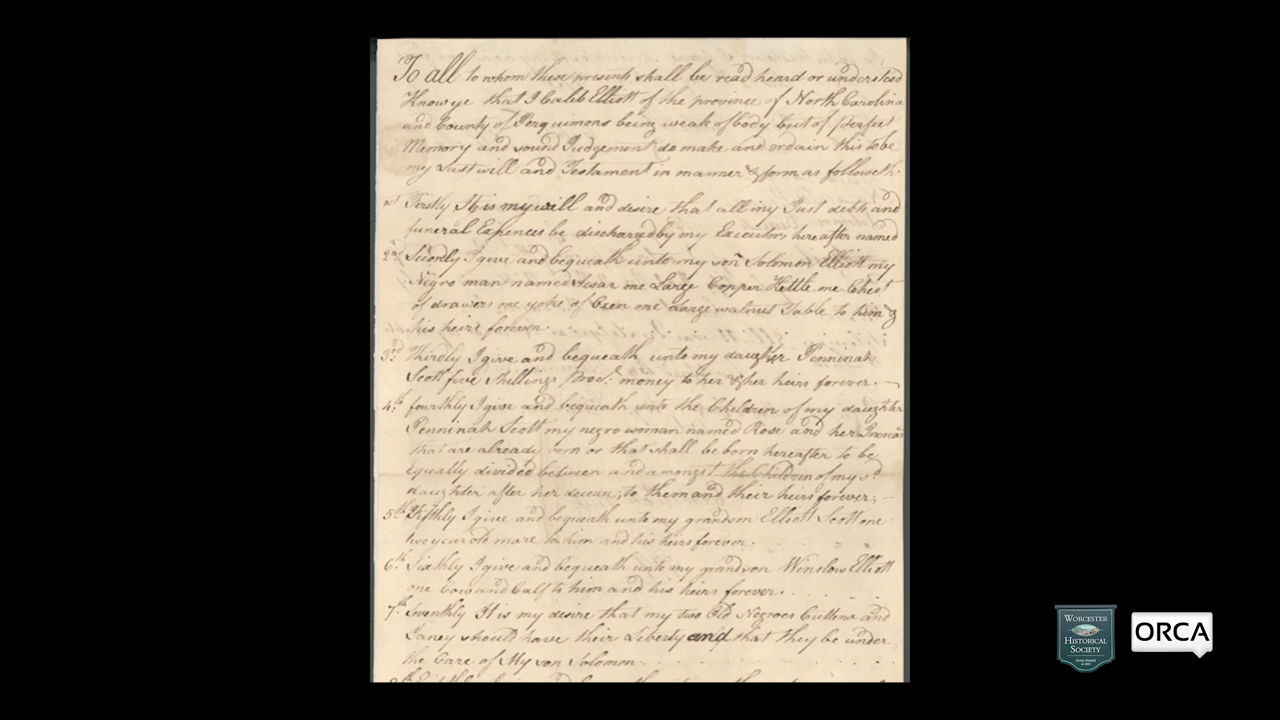 To all to whom these presents shall be read heard or understood
Know ye that I Caleb Elliott of the province of North Carolina
and County of Perquimons being weak of body but of perfect
Memory and sound Judgement do make and ordain this to be
my Last will and Testament in manner & form as followeth
1st Firstly It is my will and desire that all my Just debts and
funeral Expences be discharged by my Executors hereafter named
2nd Secondly I give and bequeath unto my son Solomon Elliott my
Negro man named one Large Copper Kettle one Chest
of drawers one yoke of Oxen one Large walnut Table to him &
his heirs forever
3rd Thirdly I give and bequeath unto my daughter Penninah
Scott five shillings Proc: money to her & her heirs forever
4th fourthly I give and bequeath unto the Children of my daughter
Penninah Scott my negro woman named Rose and her Increas
that are already born or that shall be born hereafter to be
Equally divided between and amongst the Children of my sd
daughter after her deceas, to them and their heirs forever,
5th Fifthly I give and bequeath unto my grandson Elliott Scott one
two year old mare to him and his heirs forever.
6th Sixthly I give and bequeath unto my grandson Winslow Elliott
one Cow and Calf to him and his heirs forever.
7th It is my desire that my two Old Negroes and
Janey should have their Liberty and that they be under
the Care of My son Solomon
WORCESTER
HISTORICAL
SOCIETY
ORCA